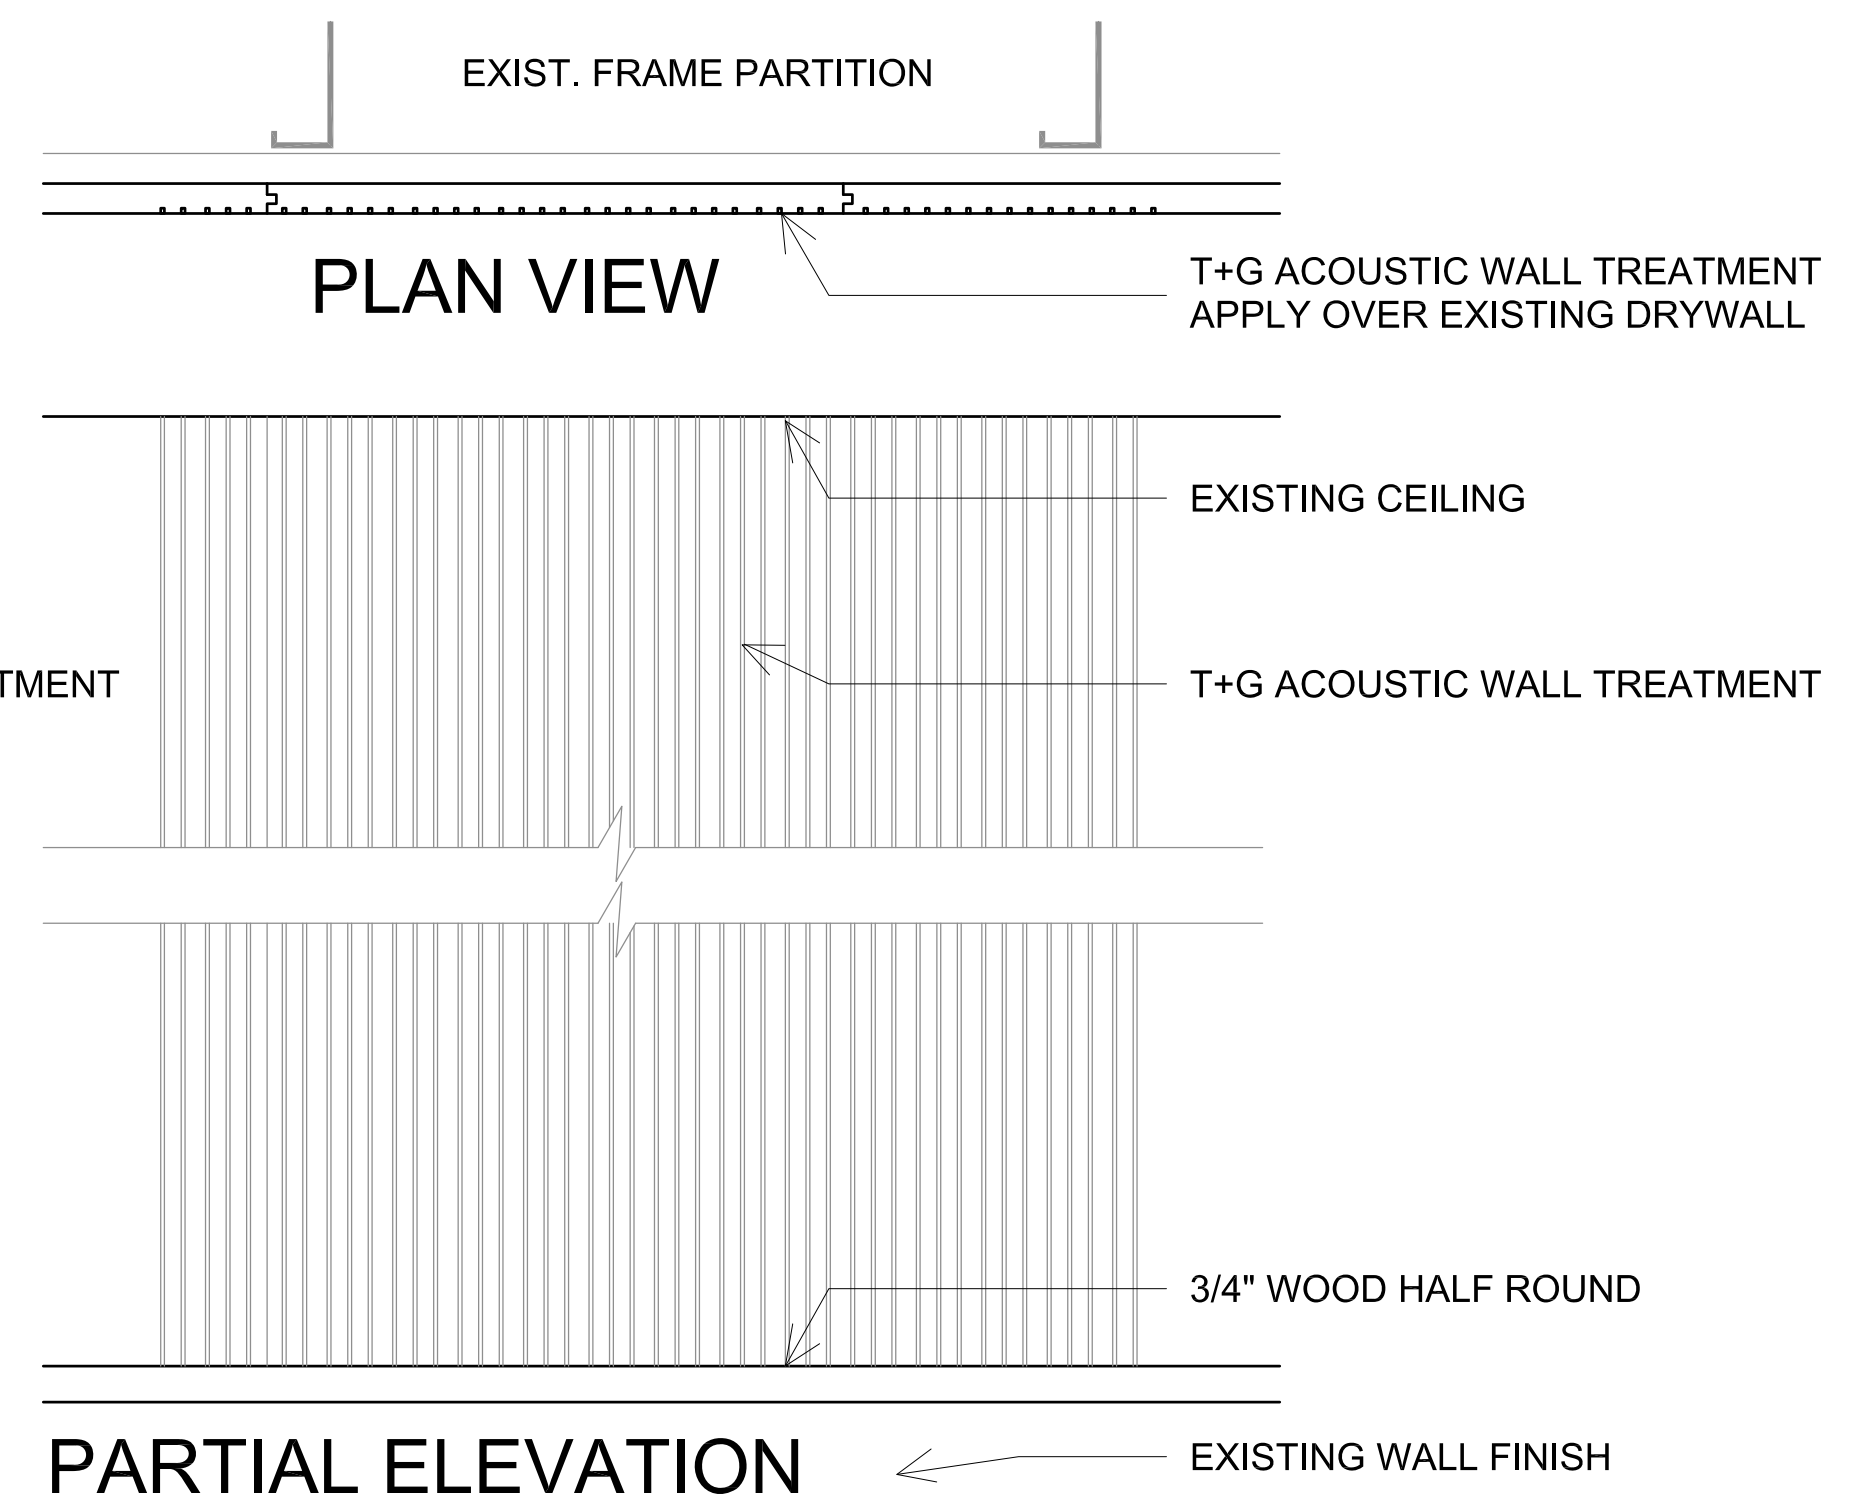 EXIST. FRAME PARTITION
PLAN VIEW
T+G ACOUSTIC WALL TREATMENT
APPLY OVER EXISTING DRYWALL
EXISTING CEILING
TMENT
T+G ACOUSTIC WALL TREATMENT
3/4" WOOD HALF ROUND
PARTIAL ELEVATION
EXISTING WALL FINISH